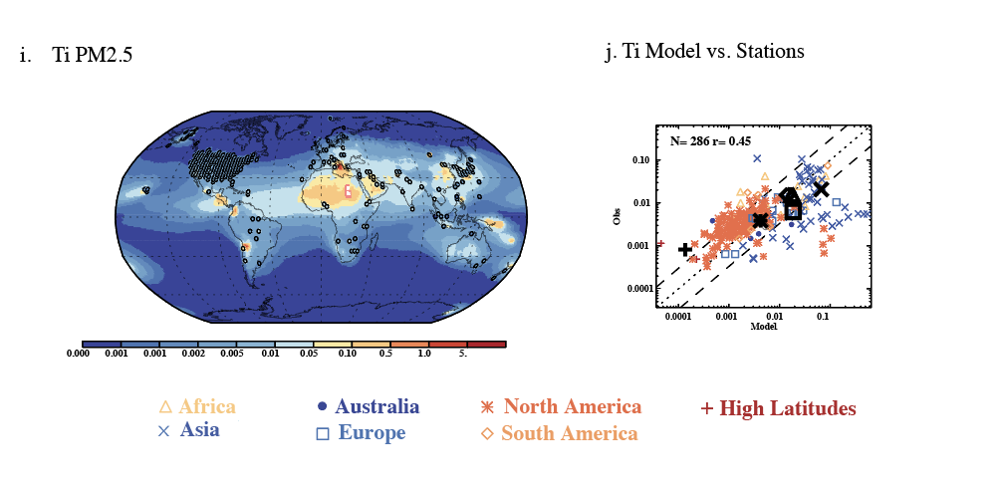 i. Ti PM2.5
j. Ti Model vs. Stations
N= 286 r= 0.45
Obs
0.10
0.01
0.001
0.0001
0.0001 0.001 0.01 0.1
Model
0.000 0.001 0.001 0.002 0.005 0.01 0.05 0.10 0.5 1.0 5.
Africa Australia North America High Latitudes
Asia Europe South America